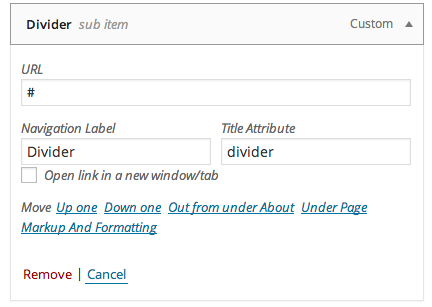 Divider sub item Custom
URL
#
Navigation Label Title Attribute
Divider divider
Open link in a new window/tab
Move Up one Down one Out from under About Under Page
Markup And Formatting
Remove | Cancel